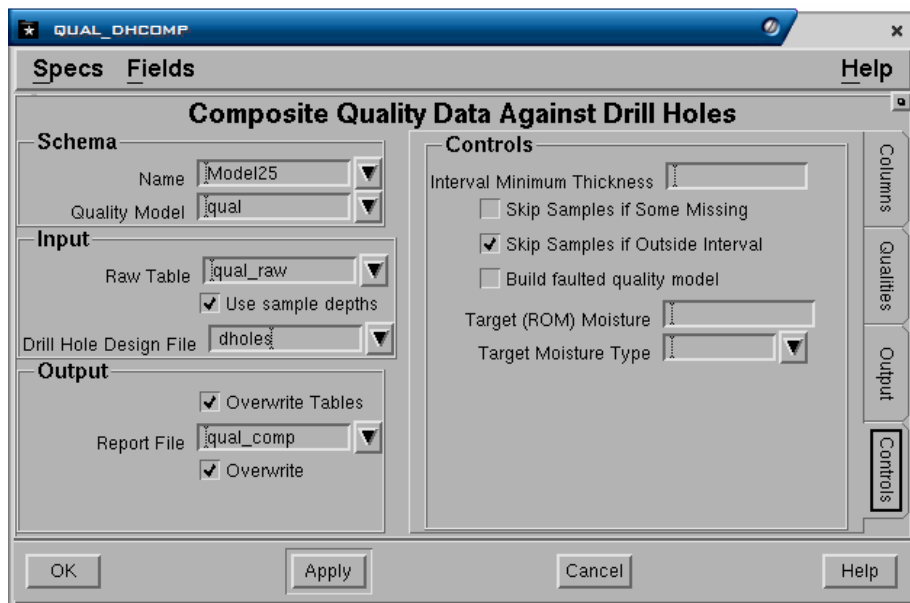 QUAL_DHCOMP
Specs Fields Help
Composite Quality Data Against Drill Holes
Schema
Name Model25
Quality Model qual
Input
Raw Table qual_raw
Use sample depths
Drill Hole Design File dholes
Output
Overwrite Tables
Report File qual_comp
Overwrite
Controls
Interval Minimum Thickness
Skip Samples if Some Missing
Skip Samples if Outside Interval
Build faulted quality model
Target (ROM) Moisture
Target Moisture Type
Columns
Qualities
Output
Controls
OK Apply Cancel Help